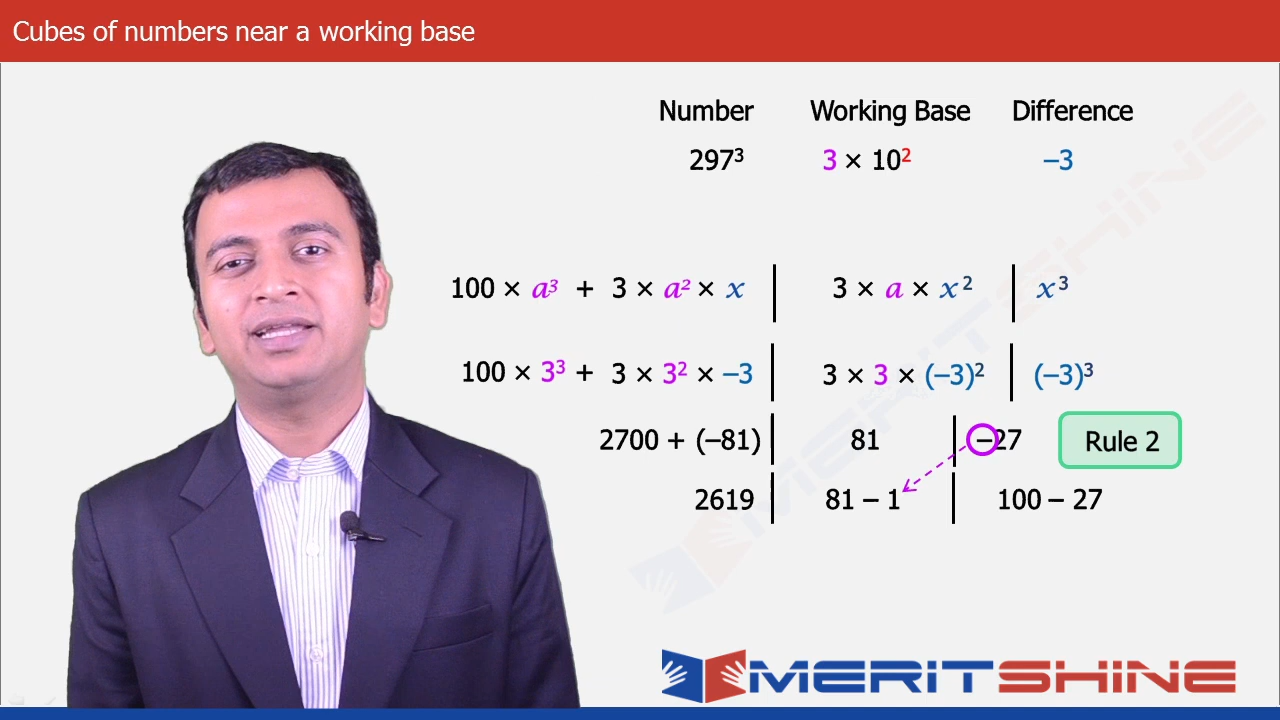 Cubes of numbers near a working base
Number Working Base Difference
297³ 3 × 10² –3
100 × a³ + 3 × a² × x | 3 × a × x² | x³
100 × 3³ + 3 × 3² × –3 | 3 × 3 × (–3)² | (–3)³
2700 + (–81) | 81 | –27 Rule 2
2619 | 81 – 1 | 100 – 27
MERITSHINE
MERITSHINE